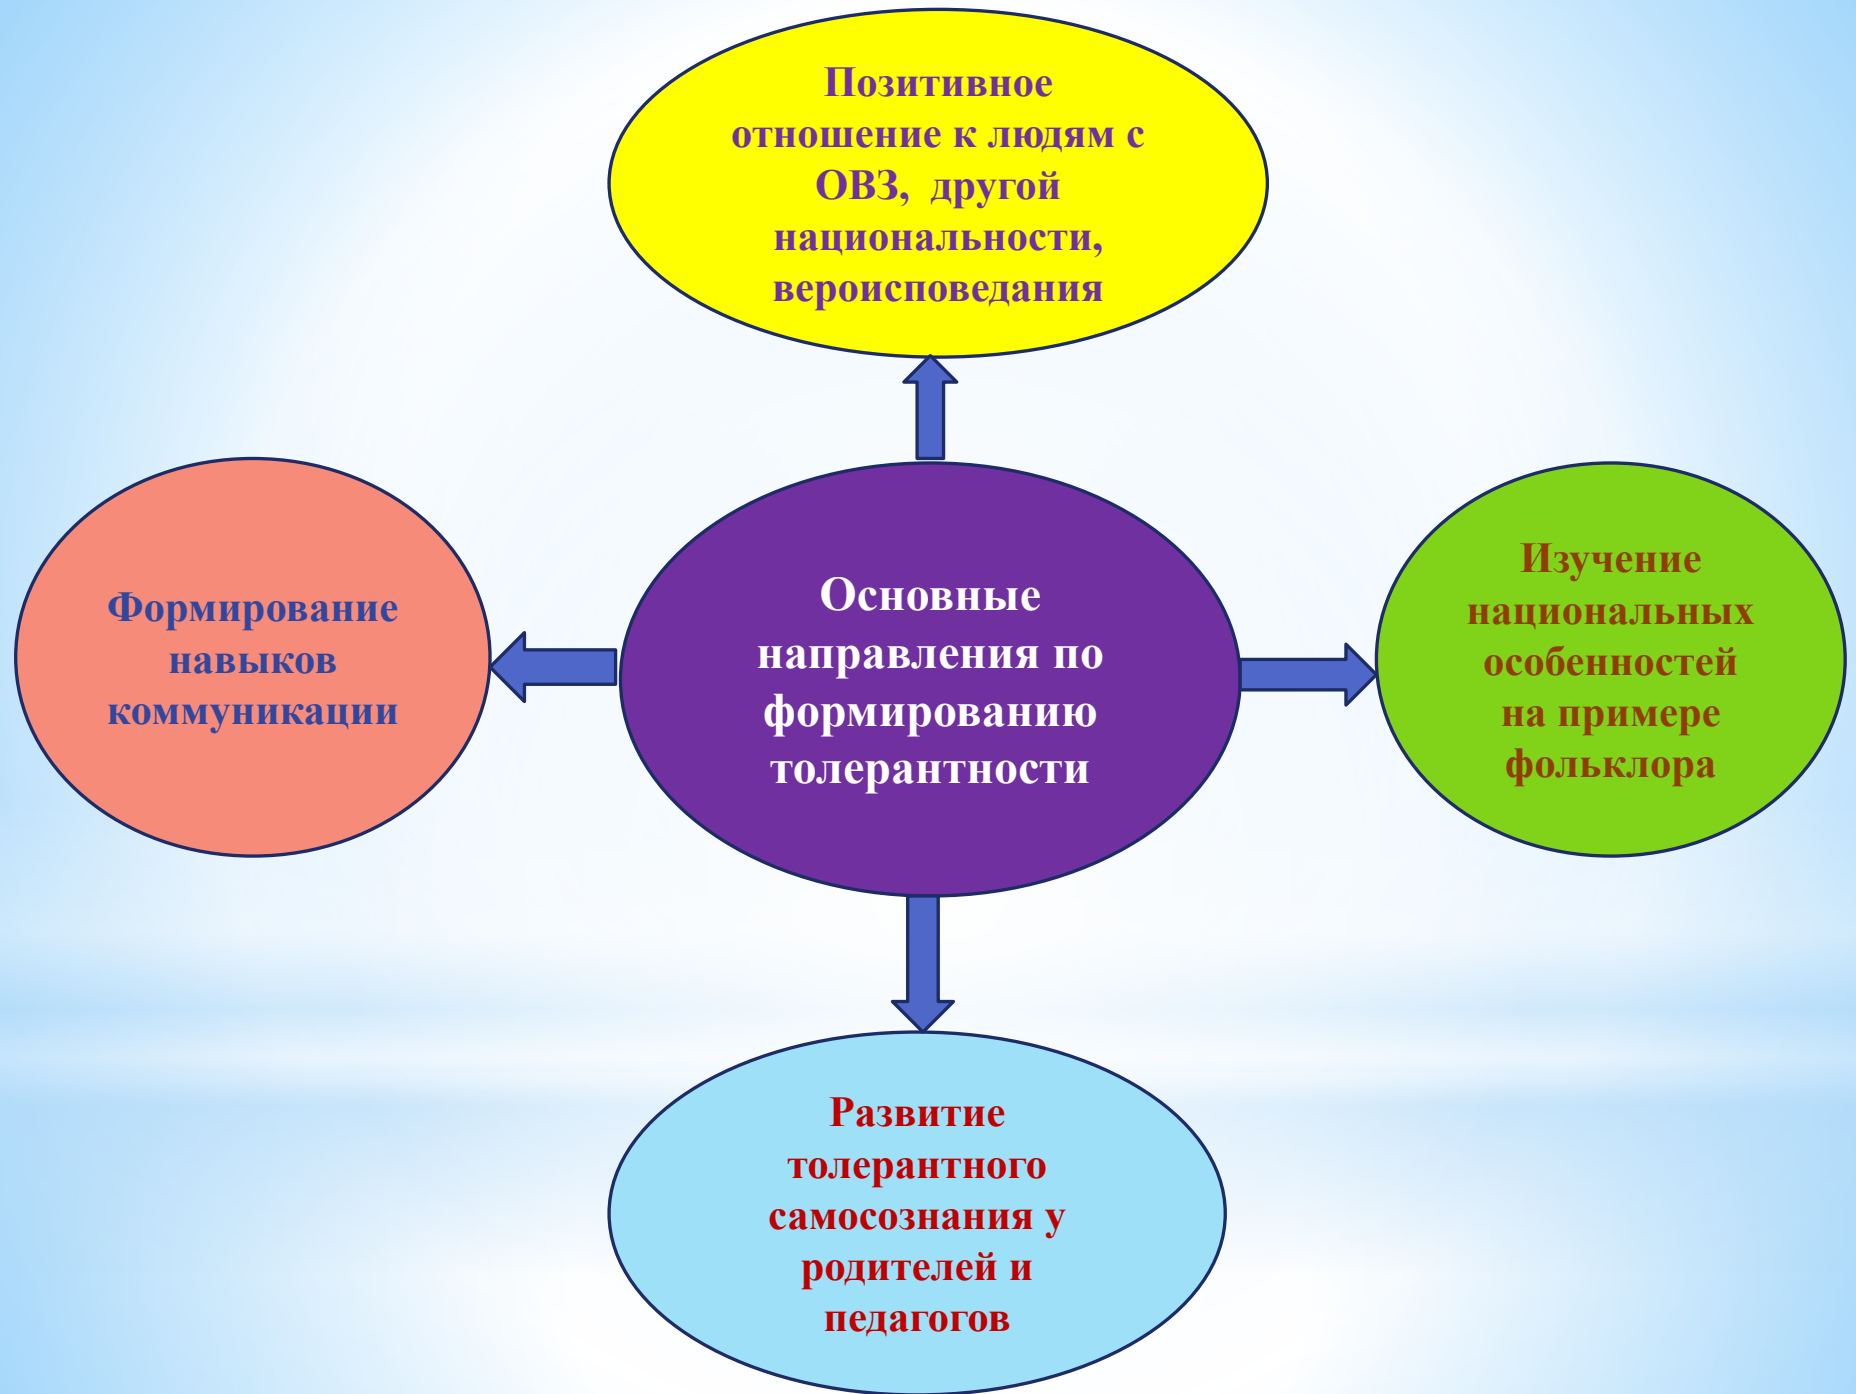 Позитивное
отношение к людям с
ОВЗ, другой
национальности,
вероисповедания
Формирование
навыков
коммуникации
Основные
направления по
формированию
толерантности
Изучение
национальных
особенностей
на примере
фольклора
Развитие
толерантного
самосознания у
родителей и
педагогов